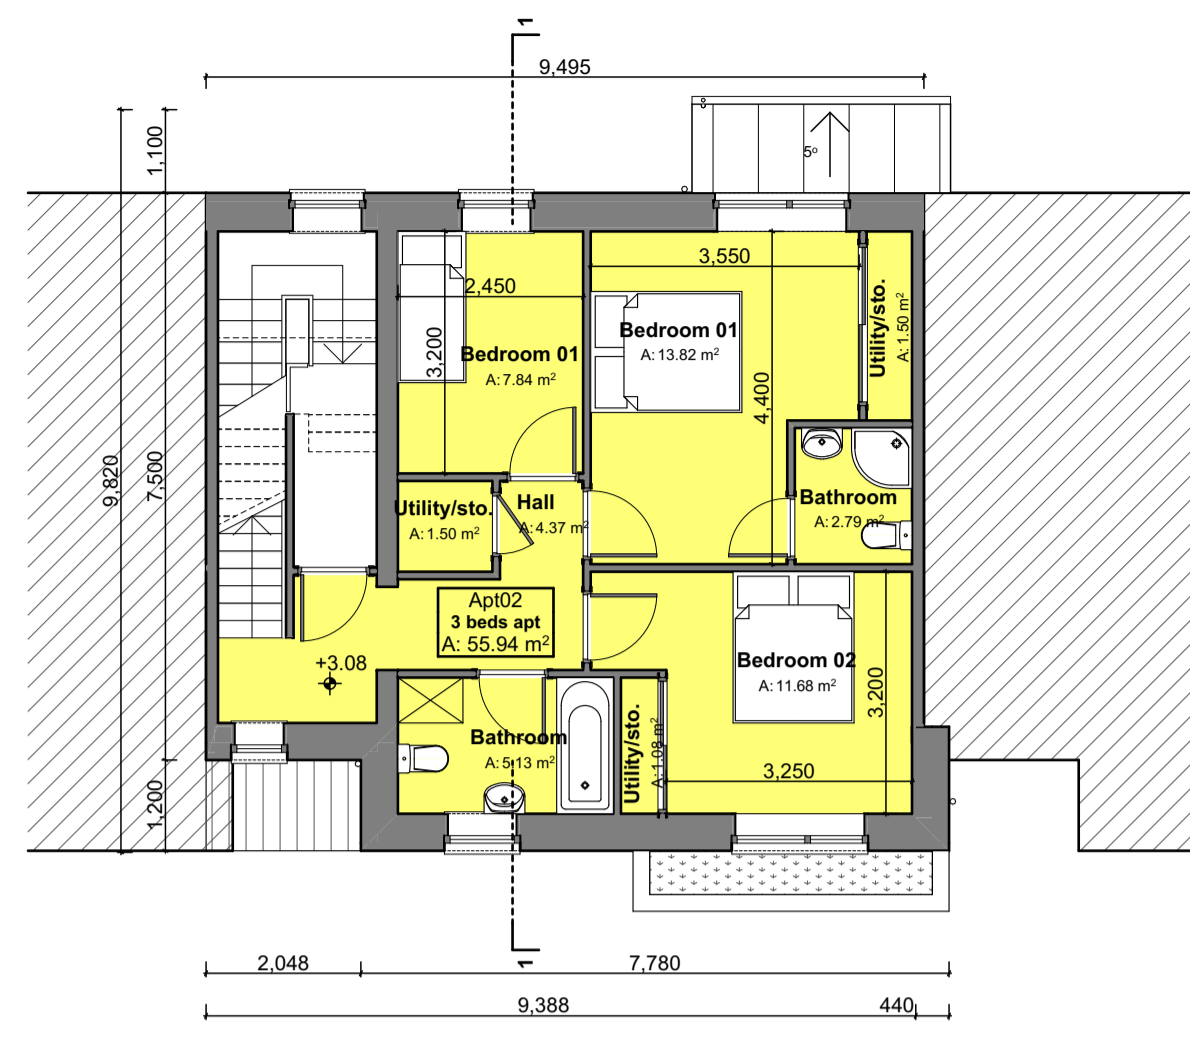 1
9,495
1,100
5º
3,550
2,450
Bedroom 01
A: 13.82 m²
Utility/sto.
A: 1.50 m²
3,200
Bedroom 01
A: 7.84 m²
4,400
9,820
7,500
Utility/sto.
A: 1.50 m²
Hall
A: 4.37 m²
Bathroom
A: 2.79 m²
Apt02
3 beds apt
A: 55.94 m²
+3.08
Bedroom 02
A: 11.68 m²
3,200
Bathroom
A: 5.13 m²
Utility/sto.
A: 1.08 m²
3,250
1,200
2,048
1
7,780
9,388
440